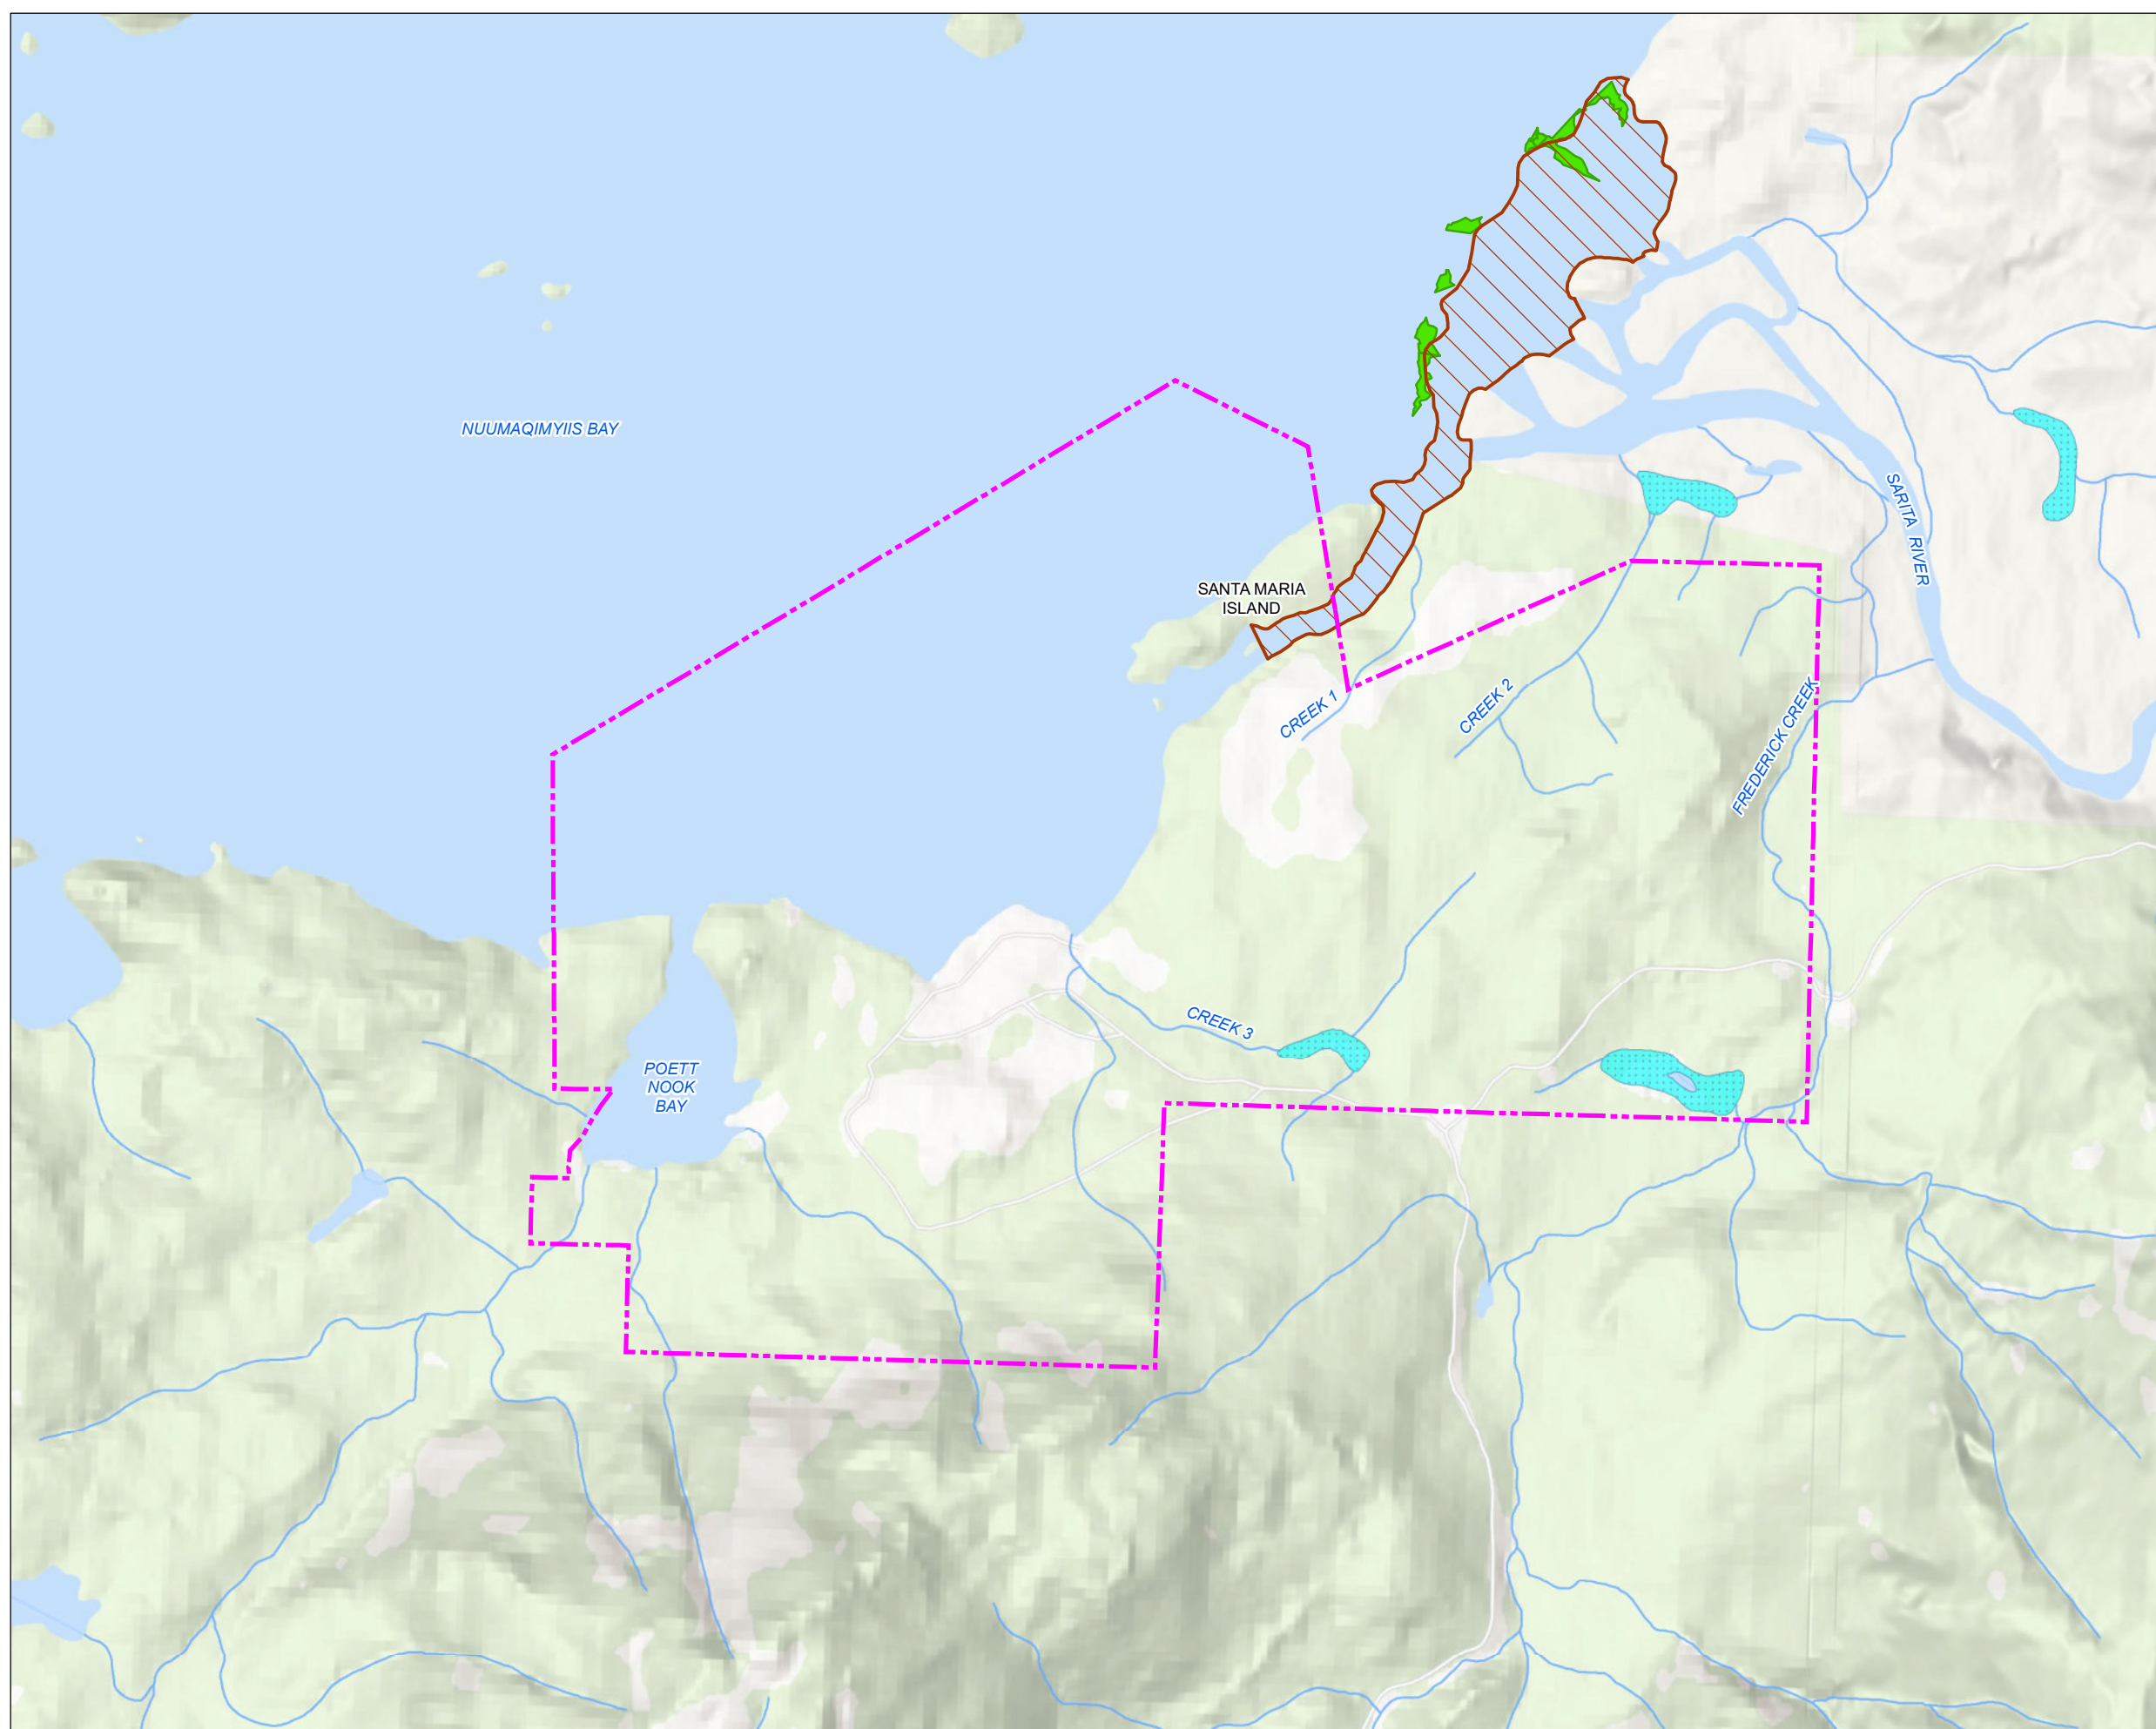 NUUMAQIMYIIS BAY
SARITA RIVER
SANTA MARIA
ISLAND
CREEK 1
CREEK 2
FREDERICK CREEK
CREEK 3
POETT
NOOK
BAY